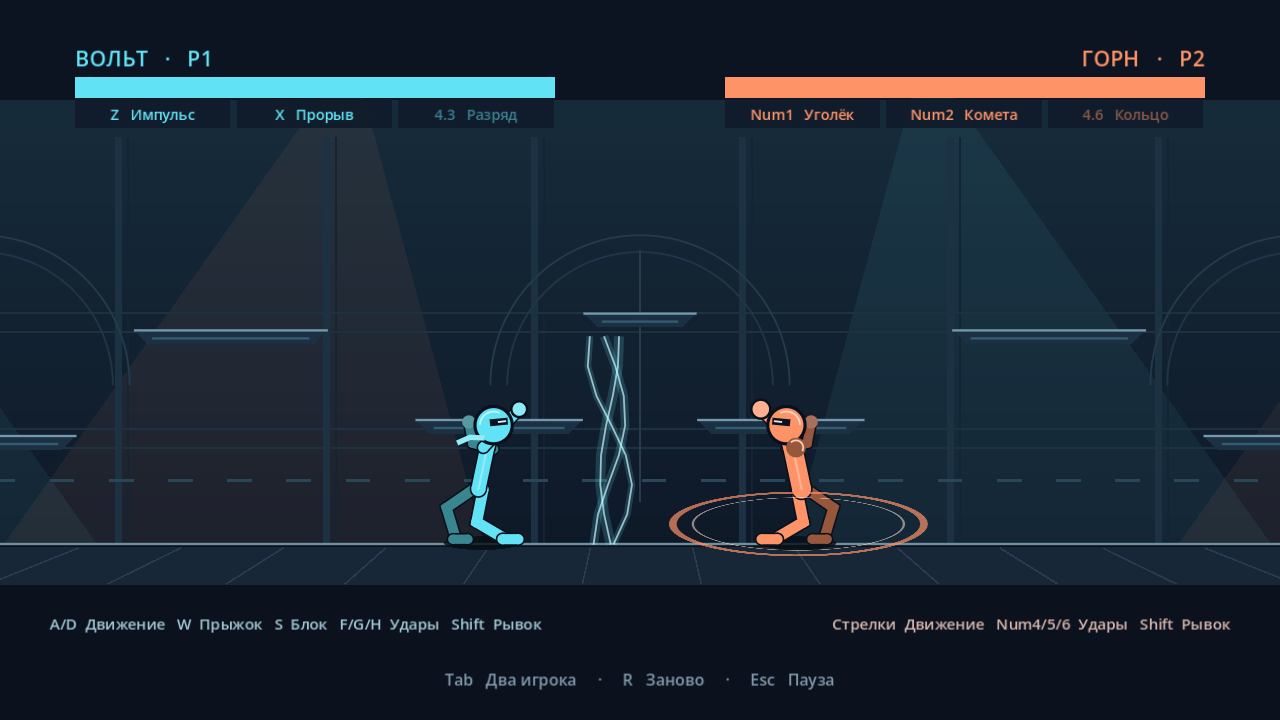 ВОЛЬТ · P1
ГОРН · P2
Z Импульс
X Прорыв
4.3 Разряд
Num1 Уголёк
Num2 Комета
4.6 Кольцо
A/D Движение W Прыжок S Блок F/G/H Удары Shift Рывок
Стрелки Движение Num4/5/6 Удары Shift Рывок
Tab Два игрока · R Заново · Esc Пауза